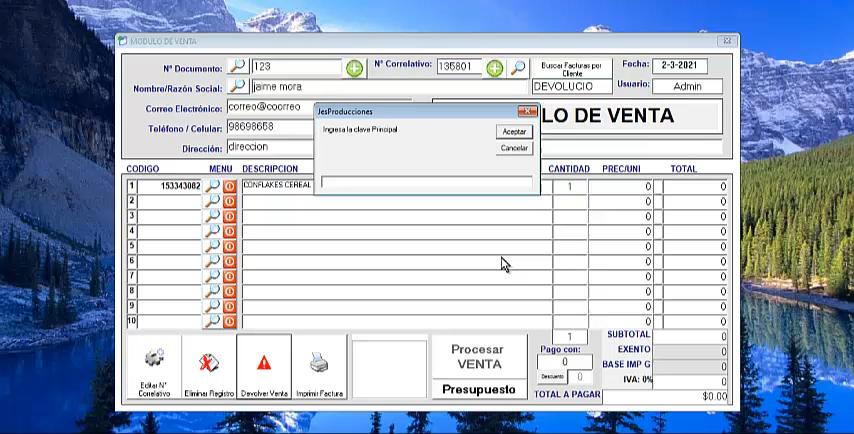 MODULO DE VENTA
Nº Documento: 123
Nº Correlativo: 135801
Buscar Facturas por
Cliente
Fecha: 2-3-2021
Nombre/Razón Social: jaime mora
DEVOLUCIO
Usuario: Admin
Correo Electrónico: correo@coorreo
LO DE VENTA
Teléfono / Celular: 98698658
Dirección: direccion
JesProducciones
Ingresa la clave Principal
Aceptar
Cancelar
CODIGO MENU DESCRIPCION CANTIDAD PREC/UNI TOTAL
1 153343082 CONFLAKES CEREAL 1 0 0
2 0 0
3 0 0
4 0 0
5 0 0
6 0 0
7 0 0
8 0 0
9 0 0
10 0 0
Editar Nº
Correlativo
Eliminar Registro
Devolver Venta
Imprimir Factura
Procesar
VENTA
Presupuesto
1
Pago con:
0
Descuento 0
SUBTOTAL 0
EXENTO 0
BASE IMP G 0
IVA: 0% 0
TOTAL A PAGAR $0.00